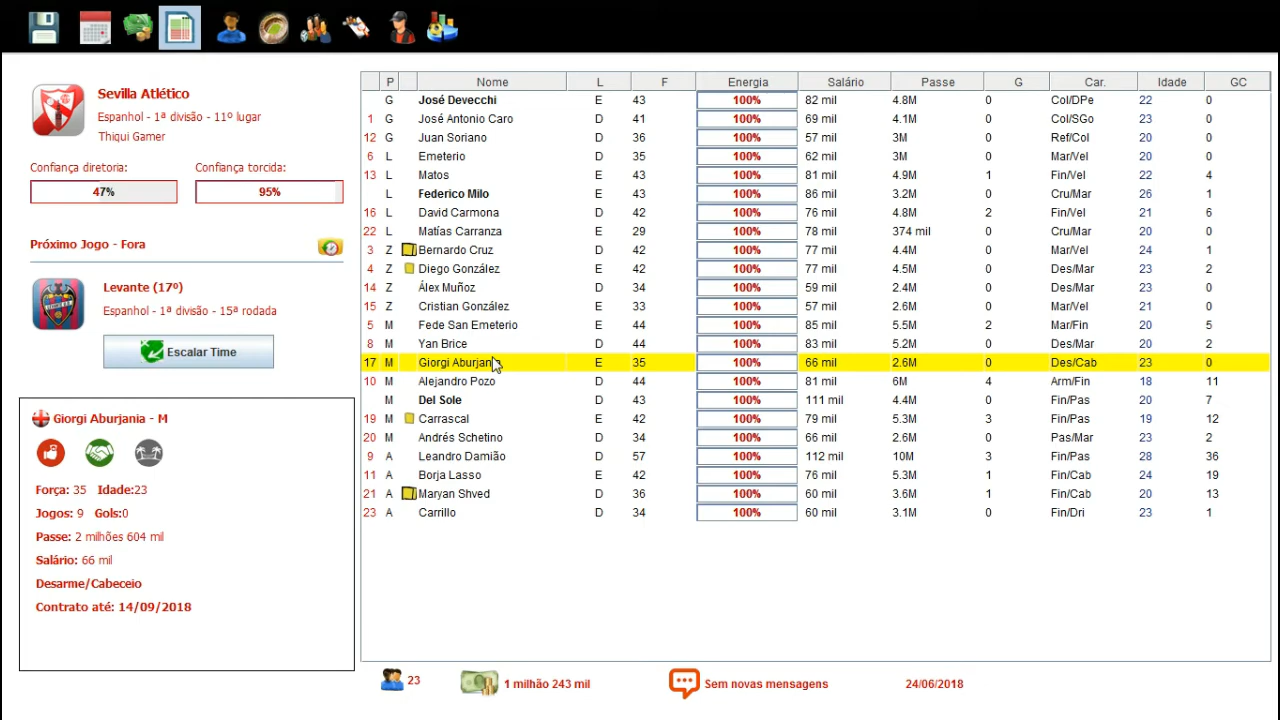 Sevilla Atlético
Espanhol - 1ª divisão - 11º lugar
Thiqui Gamer
Confiança diretoria: Confiança torcida:
47% 95%
Próximo Jogo - Fora
Levante (17º)
Espanhol - 1ª divisão - 15ª rodada
Escalar Time
Giorgi Aburjania - M
Força: 35 Idade:23
Jogos: 9 Gols:0
Passe: 2 milhões 604 mil
Salário: 66 mil
Desarme/Cabeceio
Contrato até: 14/09/2018
P Nome L F Energia Salário Passe G Car. Idade GC
G José Devecchi E 43 100% 82 mil 4.8M 0 Col/DPe 22 0
1 G José Antonio Caro D 41 100% 69 mil 4.1M 0 Col/SGo 23 0
12 G Juan Soriano D 36 100% 57 mil 3M 0 Ref/Col 20 0
6 L Emeterio D 35 100% 62 mil 3M 0 Mar/Vel 20 0
13 L Matos E 43 100% 81 mil 4.9M 1 Fin/Vel 22 4
L Federico Milo E 43 100% 86 mil 3.2M 0 Cru/Mar 26 1
16 L David Carmona D 42 100% 76 mil 4.8M 2 Fin/Vel 21 6
22 L Matías Carranza E 29 100% 78 mil 374 mil 0 Cru/Mar 20 0
3 Z Bernardo Cruz D 42 100% 77 mil 4.4M 0 Mar/Vel 24 1
4 Z Diego González E 42 100% 77 mil 4.5M 0 Des/Mar 23 2
14 Z Álex Muñoz D 34 100% 59 mil 2.4M 0 Des/Mar 23 0
15 Z Cristian González E 33 100% 57 mil 2.6M 0 Mar/Vel 21 0
5 M Fede San Emeterio E 44 100% 85 mil 5.5M 2 Mar/Fin 20 5
8 M Yan Brice D 44 100% 83 mil 5.2M 0 Des/Mar 20 2
17 M Giorgi Aburjania E 35 100% 66 mil 2.6M 0 Des/Cab 23 0
10 M Alejandro Pozo D 44 100% 81 mil 6M 4 Arm/Fin 18 11
M Del Sole D 43 100% 111 mil 4.4M 0 Fin/Pas 20 7
19 M Carrascal E 42 100% 79 mil 5.3M 3 Fin/Pas 19 12
20 M Andrés Schetino D 34 100% 66 mil 2.6M 0 Pas/Mar 23 2
9 A Leandro Damião D 57 100% 112 mil 10M 3 Fin/Pas 28 36
11 A Borja Lasso E 42 100% 76 mil 5.3M 1 Fin/Cab 24 19
21 A Maryan Shved D 36 100% 60 mil 3.6M 1 Fin/Cab 20 13
23 A Carrillo D 34 100% 60 mil 3.1M 0 Fin/Dri 23 1
23 1 milhão 243 mil Sem novas mensagens 24/06/2018